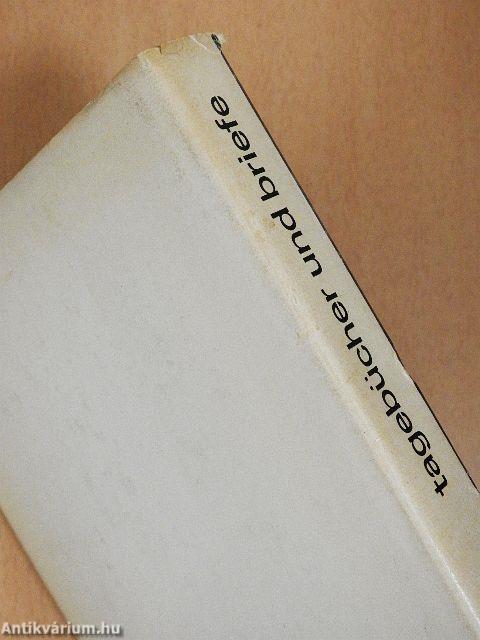 tagebücher und briefe
Antikvárium.hu